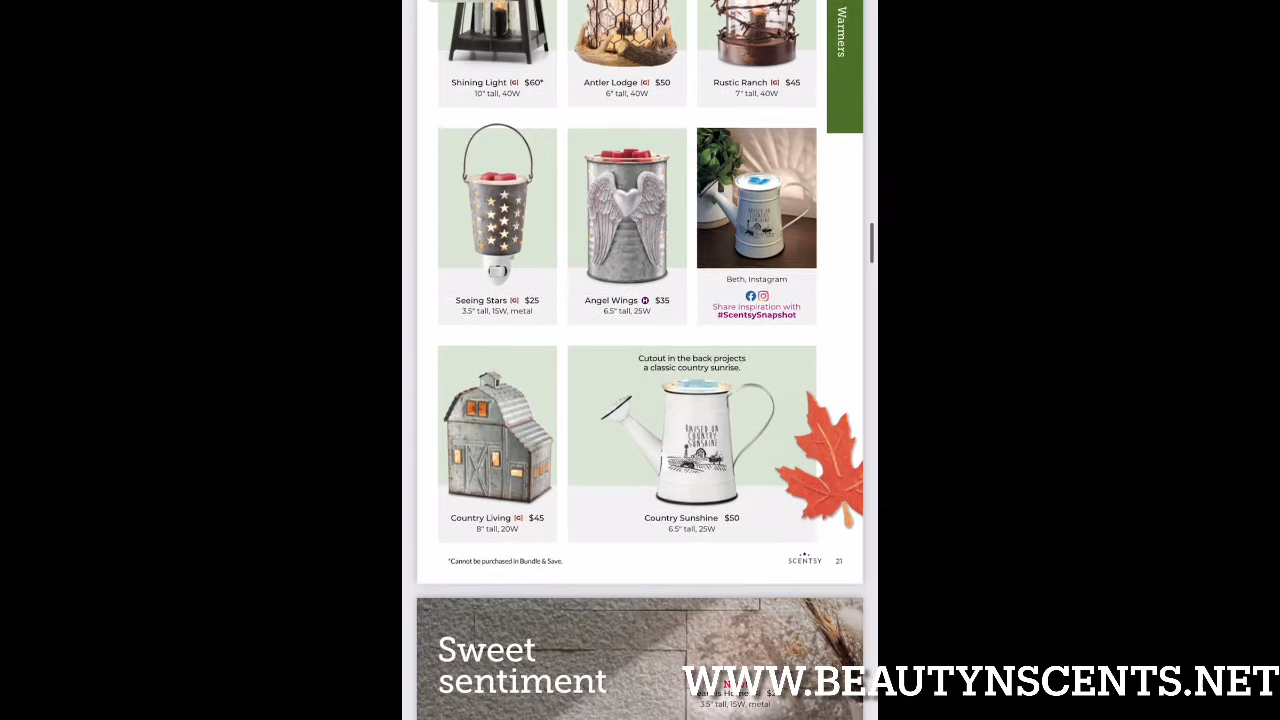 Warmers
Shining Light [G] $60*
10" tall, 40W
Antler Lodge [G] $50
6" tall, 40W
Rustic Ranch [G] $45
7" tall, 40W
Seeing Stars [G] $25
3.5" tall, 15W, metal
Angel Wings H $35
6.5" tall, 25W
Beth, Instagram
Share inspiration with
#ScentsySnapshot
Country Living [G] $45
8" tall, 20W
Cutout in the back projects
a classic country sunrise.
RAISED ON
COUNTRY
SUNSHINE
Country Sunshine $50
6.5" tall, 25W
*Cannot be purchased in Bundle & Save.
SCENTSY 21
Sweet
sentiment
3.5" tall, 15W, metal
WWW.BEAUTYNSCENTS.NET